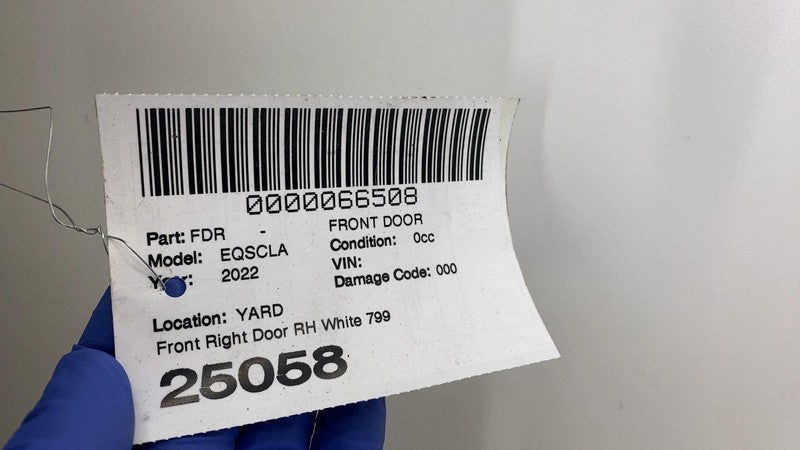 0000066508
Part: FDR - FRONT DOOR
Model: EQSCLA Condition: 0cc
Year: 2022 VIN:
Damage Code: 000
Location: YARD
Front Right Door RH White 799
25058